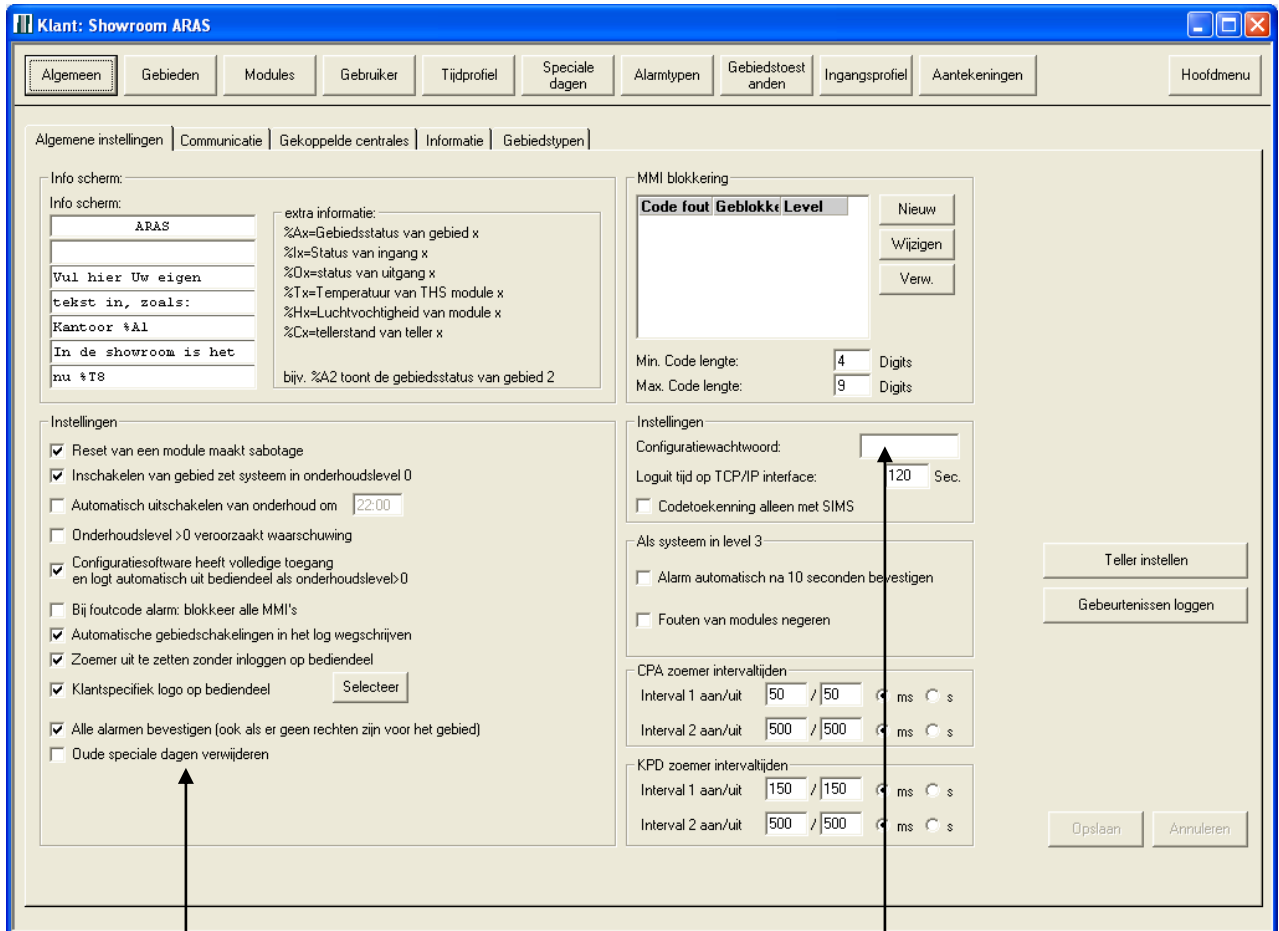 Klant: Showroom ARAS
Algemeen
Gebieden
Modules
Gebruiker
Tijdprofiel
Speciale
dagen
Alarmtypen
Gebiedstoest
anden
Ingangsprofiel
Aantekeningen
Hoofdmenu
Algemene instellingen
Communicatie
Gekoppelde centrales
Informatie
Gebiedstypen
Info scherm:
Info scherm:
ARAS
Vul hier Uw eigen
tekst in, zoals:
Kantoor %A1
In de showroom is het
nu %T8
extra informatie:
%Ax=Gebiedsstatus van gebied x
%Ix=Status van ingang x
%Ox=status van uitgang x
%Tx=Temperatuur van THS module x
%Hx=Luchtvochtigheid van module x
%Cx=tellerstand van teller x
bijv. %A2 toont de gebiedsstatus van gebied 2
MMI blokkering
Code fout Geblokke Level
Nieuw
Wijzigen
Verw.
Min. Code lengte: 4 Digits
Max. Code lengte: 9 Digits
Instellingen
Reset van een module maakt sabotage
Inschakelen van gebied zet systeem in onderhoudslevel 0
Automatisch uitschakelen van onderhoud om 22:00
Onderhoudslevel >0 veroorzaakt waarschuwing
Configuratiesoftware heeft volledige toegang
en logt automatisch uit bediendeel als onderhoudslevel>0
Bij foutcode alarm: blokkeer alle MMI's
Automatische gebiedschakelingen in het log wegschrijven
Zoemer uit te zetten zonder inloggen op bediendeel
Klantspecifiek logo op bediendeel Selecteer
Alle alarmen bevestigen (ook als er geen rechten zijn voor het gebied)
Oude speciale dagen verwijderen
Instellingen
Configuratiewachtwoord:
Loguit tijd op TCP/IP interface: 120 Sec.
Codetoekenning alleen met SIMS
Als systeem in level 3
Alarm automatisch na 10 seconden bevestigen
Fouten van modules negeren
CPA zoemer intervaltijden
Interval 1 aan/uit 50 / 50 ms s
Interval 2 aan/uit 500 / 500 ms s
KPD zoemer intervaltijden
Interval 1 aan/uit 150 / 150 ms s
Interval 2 aan/uit 500 / 500 ms s
Teller instellen
Gebeurtenissen loggen
Opslaan
Annuleren